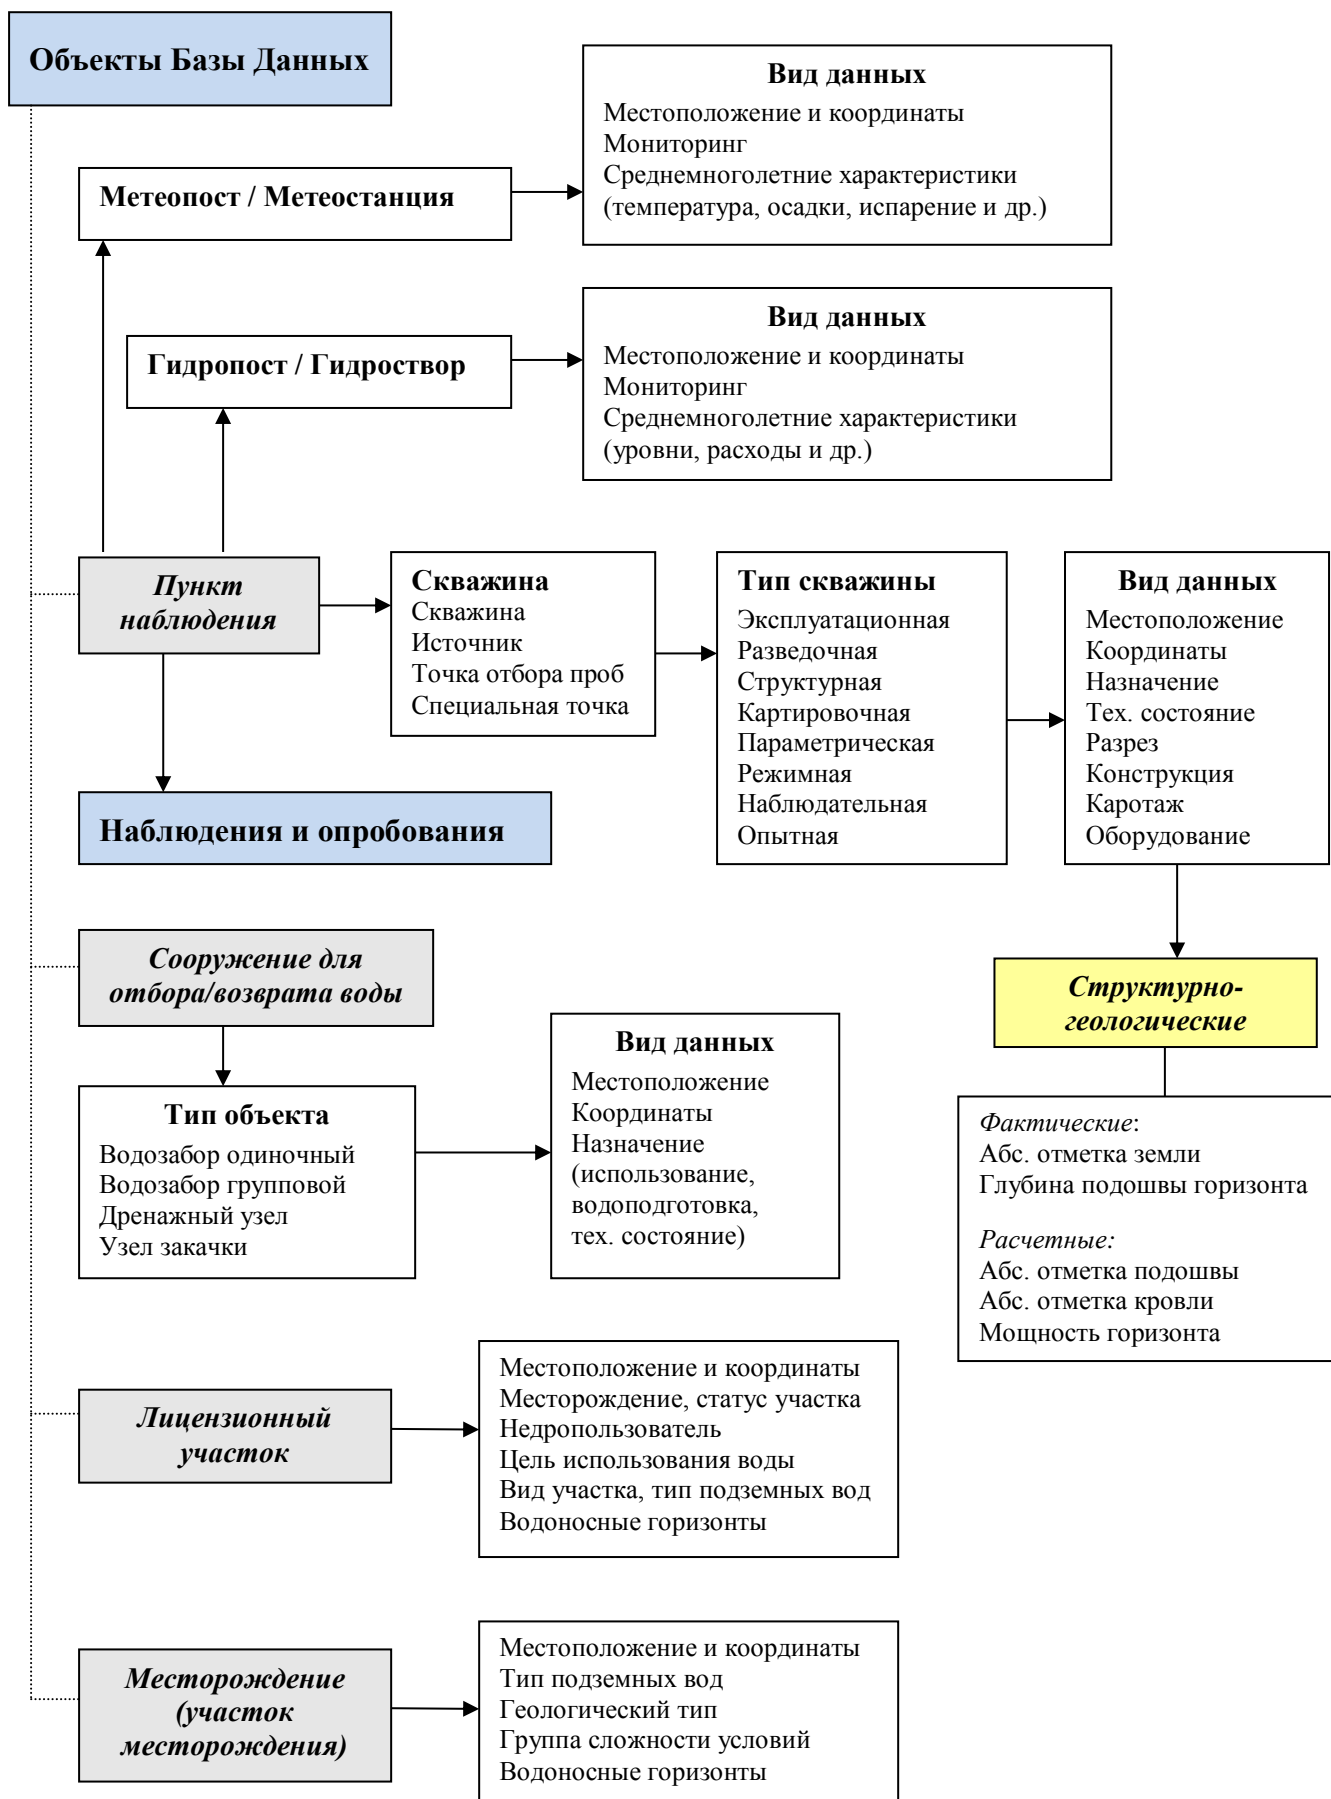 Объекты Базы Данных
Вид данных
Местоположение и координаты
Мониторинг
Среднемноголетние характеристики
(температура, осадки, испарение и др.)
Метеопост / Метеостанция
Вид данных
Местоположение и координаты
Мониторинг
Среднемноголетние характеристики
(уровни, расходы и др.)
Гидропост / Гидроствор
Пункт
наблюдения
Скважина
Скважина
Источник
Точка отбора проб
Специальная точка
Тип скважины
Эксплуатационная
Разведочная
Структурная
Картировочная
Параметрическая
Режимная
Наблюдательная
Опытная
Вид данных
Местоположение
Координаты
Назначение
Тех. состояние
Разрез
Конструкция
Каротаж
Оборудование
Наблюдения и опробования
Сооружение для
отбора/возврата воды
Структурно-
геологические
Тип объекта
Водозабор одиночный
Водозабор групповой
Дренажный узел
Узел закачки
Вид данных
Местоположение
Координаты
Назначение
(использование,
водоподготовка,
тех. состояние)
Фактические:
Абс. отметка земли
Глубина подошвы горизонта
Расчетные:
Абс. отметка подошвы
Абс. отметка кровли
Мощность горизонта
Лицензионный
участок
Местоположение и координаты
Месторождение, статус участка
Недропользователь
Цель использования воды
Вид участка, тип подземных вод
Водоносные горизонты
Месторождение
(участок
месторождения)
Местоположение и координаты
Тип подземных вод
Геологический тип
Группа сложности условий
Водоносные горизонты